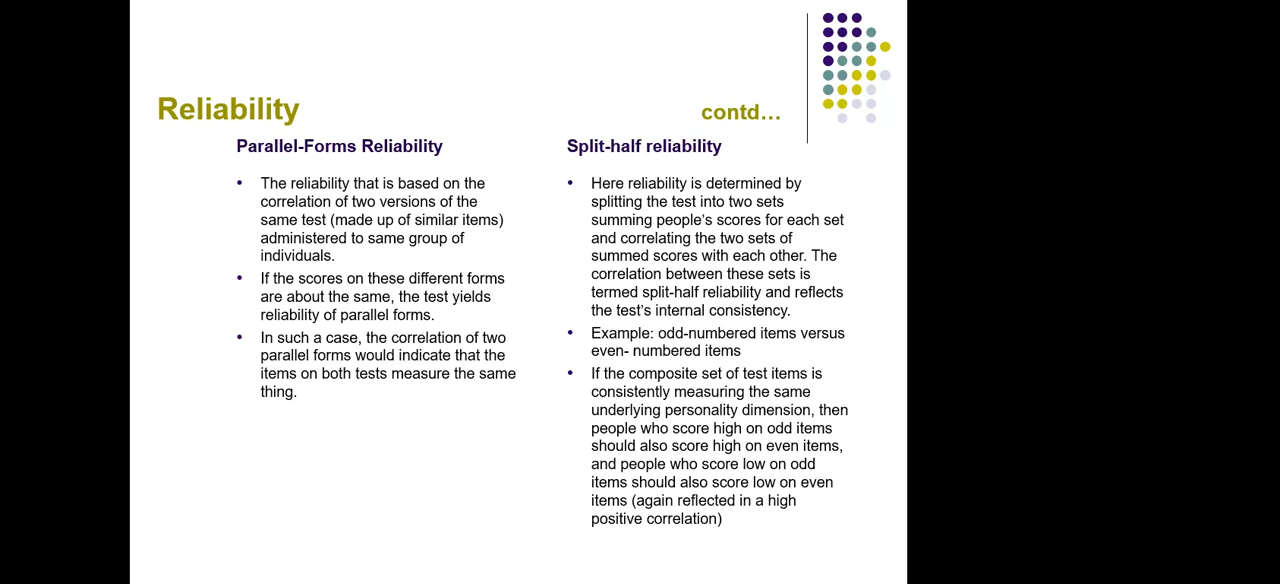 Reliability
contd…
Parallel-Forms Reliability
• The reliability that is based on the
correlation of two versions of the
same test (made up of similar items)
administered to same group of
individuals.
• If the scores on these different forms
are about the same, the test yields
reliability of parallel forms.
• In such a case, the correlation of two
parallel forms would indicate that the
items on both tests measure the same
thing.
Split-half reliability
• Here reliability is determined by
splitting the test into two sets
summing people's scores for each set
and correlating the two sets of
summed scores with each other. The
correlation between these sets is
termed split-half reliability and reflects
the test's internal consistency.
• Example: odd-numbered items versus
even- numbered items
• If the composite set of test items is
consistently measuring the same
underlying personality dimension, then
people who score high on odd items
should also score high on even items,
and people who score low on odd
items should also score low on even
items (again reflected in a high
positive correlation)